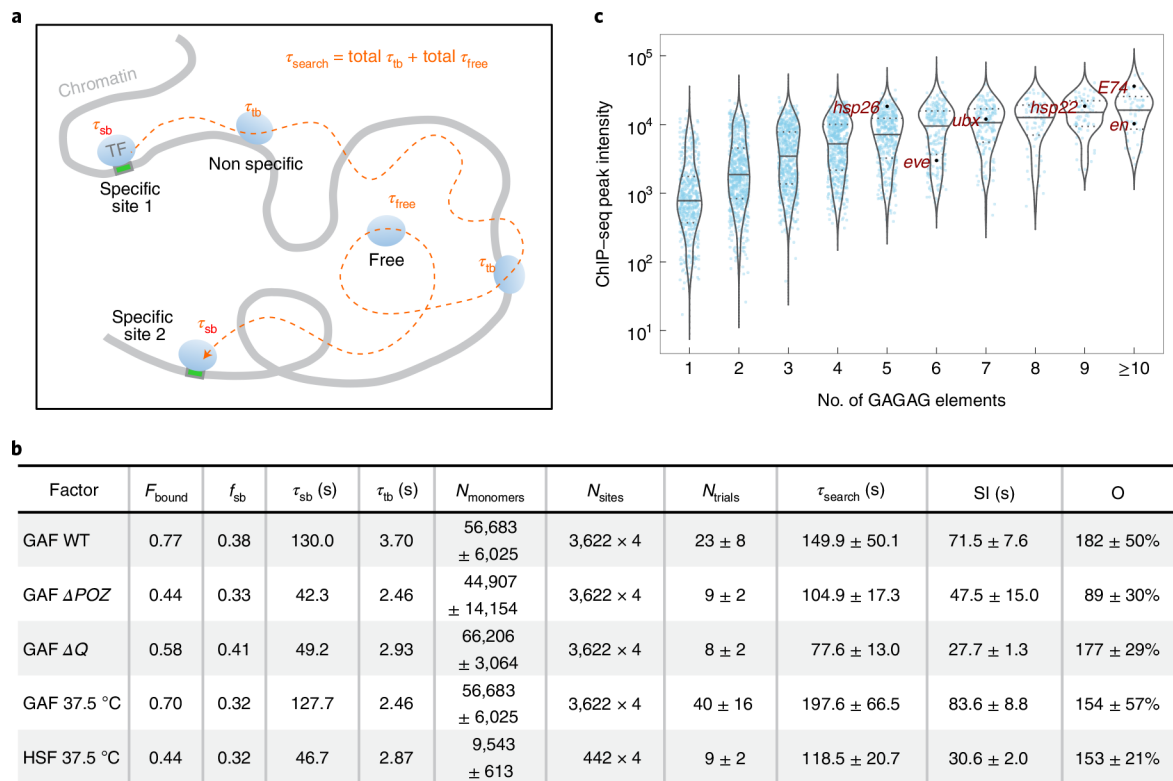 a
τsearch = total τtb + total τfree
Chromatin
τsb
TF
Specific
site 1
τtb
Non specific
τfree
Free
τtb
Specific
site 2
τsb
c
ChIP–seq peak intensity
10⁵
10⁴
10³
10²
10¹
hsp26
eve
ubx
hsp22
E74
en
1 2 3 4 5 6 7 8 9 ≥10
No. of GAGAG elements
b
Factor Fbound fsb τsb (s) τtb (s) Nmonomers Nsites Ntrials τsearch (s) SI (s) O
GAF WT 0.77 0.38 130.0 3.70 56,683 ± 6,025 3,622 × 4 23 ± 8 149.9 ± 50.1 71.5 ± 7.6 182 ± 50%
GAF ΔPOZ 0.44 0.33 42.3 2.46 44,907 ± 14,154 3,622 × 4 9 ± 2 104.9 ± 17.3 47.5 ± 15.0 89 ± 30%
GAF ΔQ 0.58 0.41 49.2 2.93 66,206 ± 3,064 3,622 × 4 8 ± 2 77.6 ± 13.0 27.7 ± 1.3 177 ± 29%
GAF 37.5 °C 0.70 0.32 127.7 2.46 56,683 ± 6,025 3,622 × 4 40 ± 16 197.6 ± 66.5 83.6 ± 8.8 154 ± 57%
HSF 37.5 °C 0.44 0.32 46.7 2.87 9,543 ± 613 442 × 4 9 ± 2 118.5 ± 20.7 30.6 ± 2.0 153 ± 21%